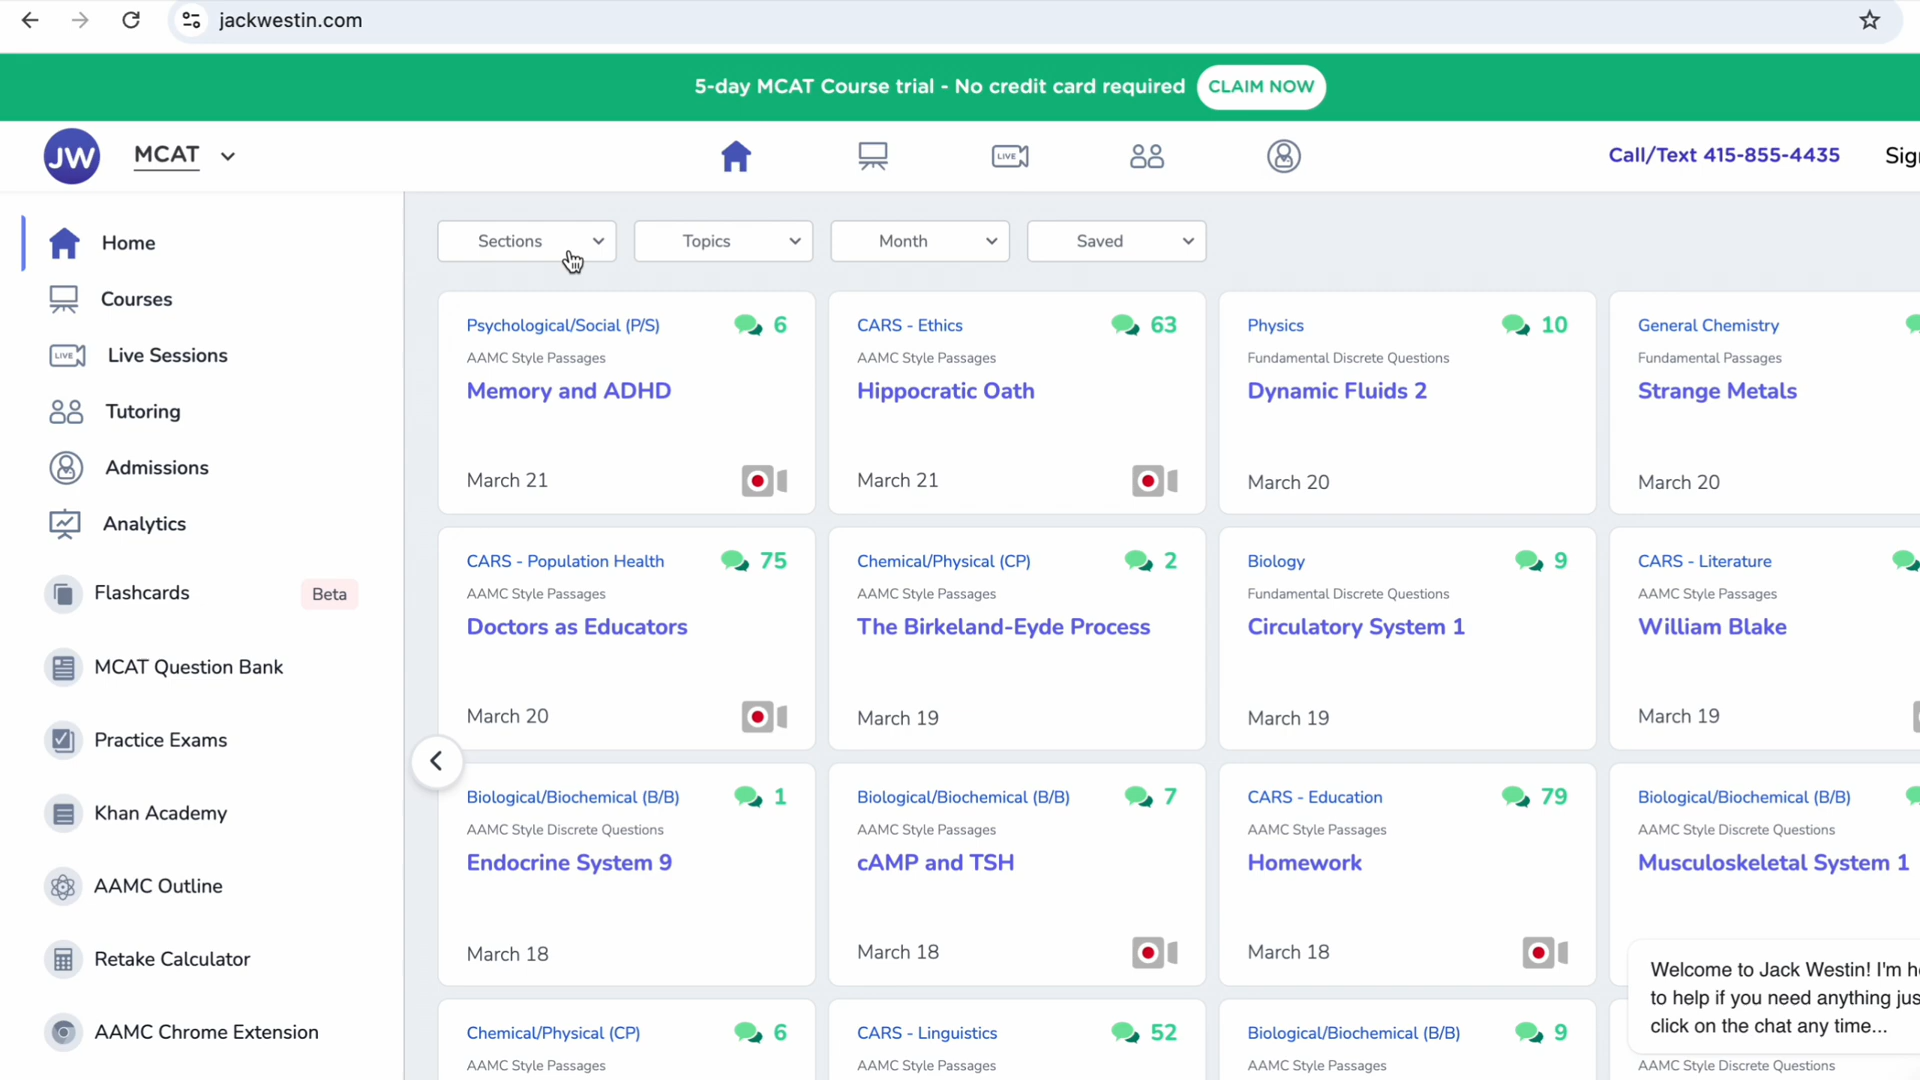 jackwestin.com
5-day MCAT Course trial - No credit card required CLAIM NOW
JW MCAT LIVE Call/Text 415-855-4435
Home
Courses
LIVE Live Sessions
Tutoring
Admissions
Analytics
Flashcards Beta
MCAT Question Bank
Practice Exams
Khan Academy
AAMC Outline
Retake Calculator
AAMC Chrome Extension
Sections Topics Month Saved
Psychological/Social (P/S) 6
AAMC Style Passages
Memory and ADHD
March 21
CARS - Ethics 63
AAMC Style Passages
Hippocratic Oath
March 21
Physics 10
Fundamental Discrete Questions
Dynamic Fluids 2
March 20
General Chemistry
Fundamental Passages
Strange Metals
March 20
CARS - Population Health 75
AAMC Style Passages
Doctors as Educators
March 20
Chemical/Physical (CP) 2
AAMC Style Passages
The Birkeland-Eyde Process
March 19
Biology 9
Fundamental Discrete Questions
Circulatory System 1
March 19
CARS - Literature
AAMC Style Passages
William Blake
March 19
Biological/Biochemical (B/B) 1
AAMC Style Discrete Questions
Endocrine System 9
March 18
Biological/Biochemical (B/B) 7
AAMC Style Passages
cAMP and TSH
March 18
CARS - Education 79
AAMC Style Passages
Homework
March 18
Biological/Biochemical (B/B)
AAMC Style Discrete Questions
Musculoskeletal System 1
Chemical/Physical (CP) 6
AAMC Style Passages
CARS - Linguistics 52
AAMC Style Passages
Biological/Biochemical (B/B) 9
AAMC Style Passages
Welcome to Jack Westin! I'm
to help if you need anything
click on the chat any time...
AAMC Style Discrete Questions